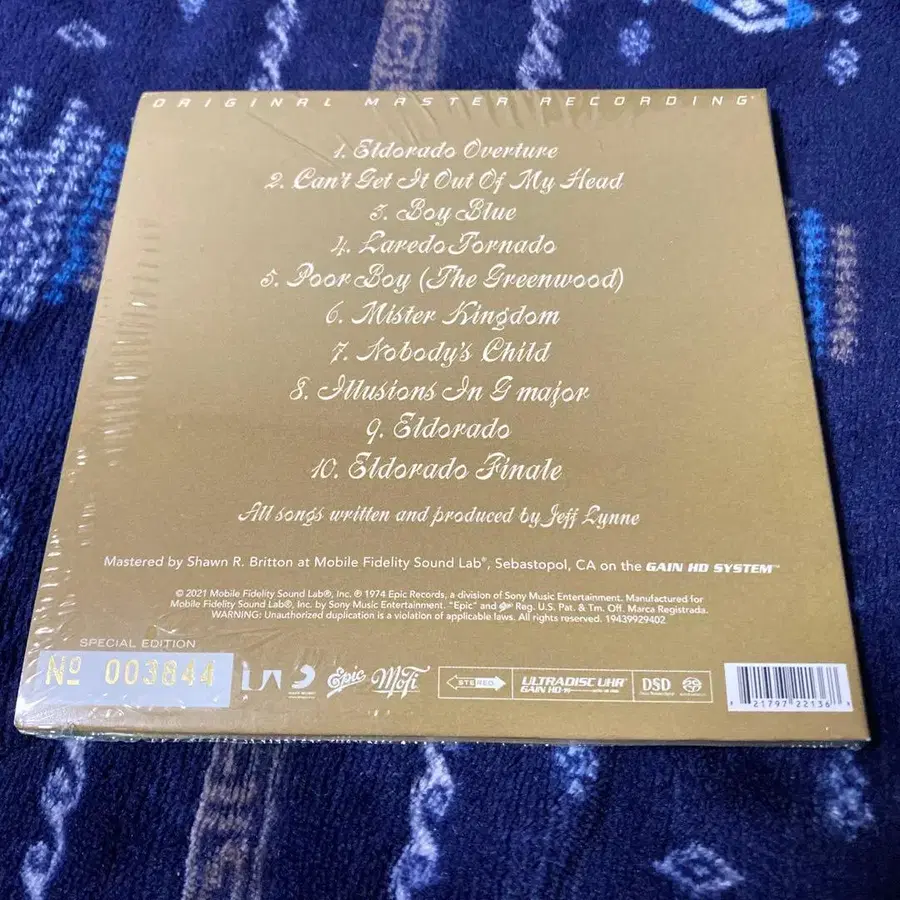 ORIGINAL MASTER RECORDING
1. Eldorado Overture
2. Can't Get It Out Of My Head
3. Boy Blue
4. Laredo Tornado
5. Poor Boy (The Greenwood)
6. Mister Kingdom
7. Nobody's Child
8. Illusions In G major
9. Eldorado
10. Eldorado Finale
All songs written and produced by Jeff Lynne
Mastered by Shawn R. Britton at Mobile Fidelity Sound Lab®, Sebastopol, CA on the GAIN HD SYSTEM™
© 2021 Mobile Fidelity Sound Lab®, Inc. ℗ 1974 Epic Records, a division of Sony Music Entertainment. Manufactured for
Mobile Fidelity Sound Lab®, Inc. by Sony Music Entertainment. "Epic" and Reg. U.S. Pat. & Tm. Off. Marca Registrada.
WARNING: Unauthorized duplication is a violation of applicable laws. All rights reserved. 19439929402
SPECIAL EDITION
Nº 003844
UA Epic MoFi STEREO ULTRADISC UHR GAIN HD DSD
21797 22136